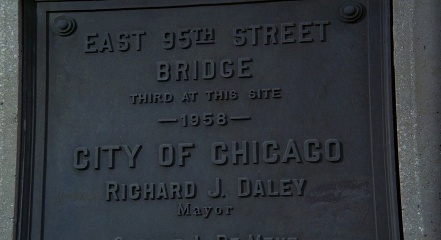 EAST 95TH STREET
BRIDGE
THIRD AT THIS SITE
—1958—
CITY OF CHICAGO
RICHARD J. DALEY
Mayor